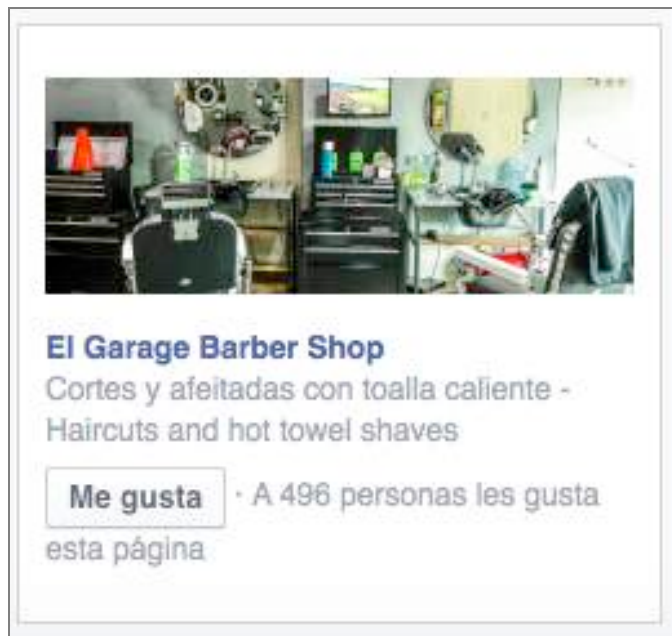 El Garage Barber Shop
Cortes y afeitadas con toalla caliente -
Haircuts and hot towel shaves
Me gusta · A 496 personas les gusta
esta página